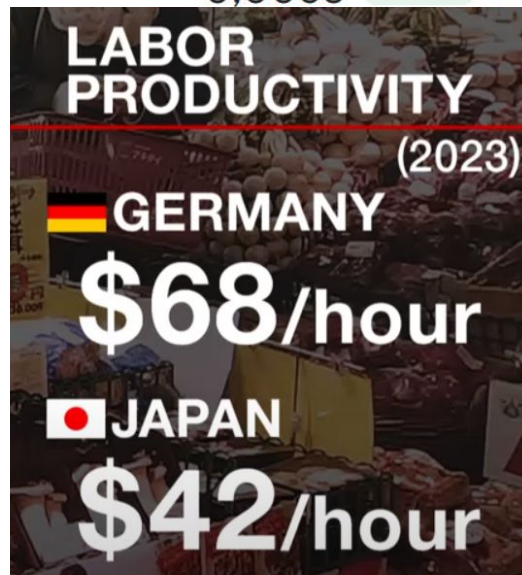 LABOR
PRODUCTIVITY
(2023)
GERMANY
$68/hour
JAPAN
$42/hour